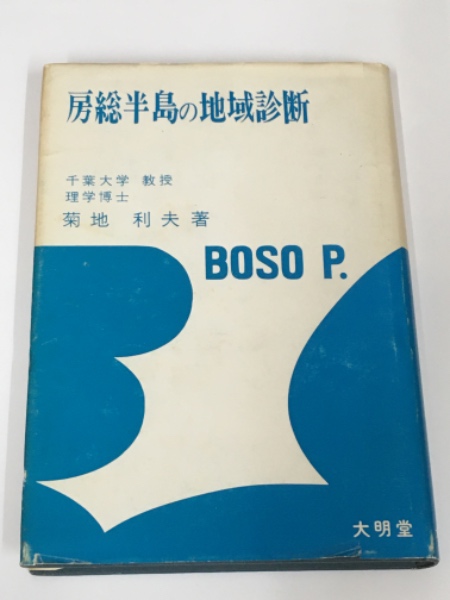 房総半島の地域診断
千葉大学 教授
理学博士
菊地 利夫著
BOSO P.
大明堂